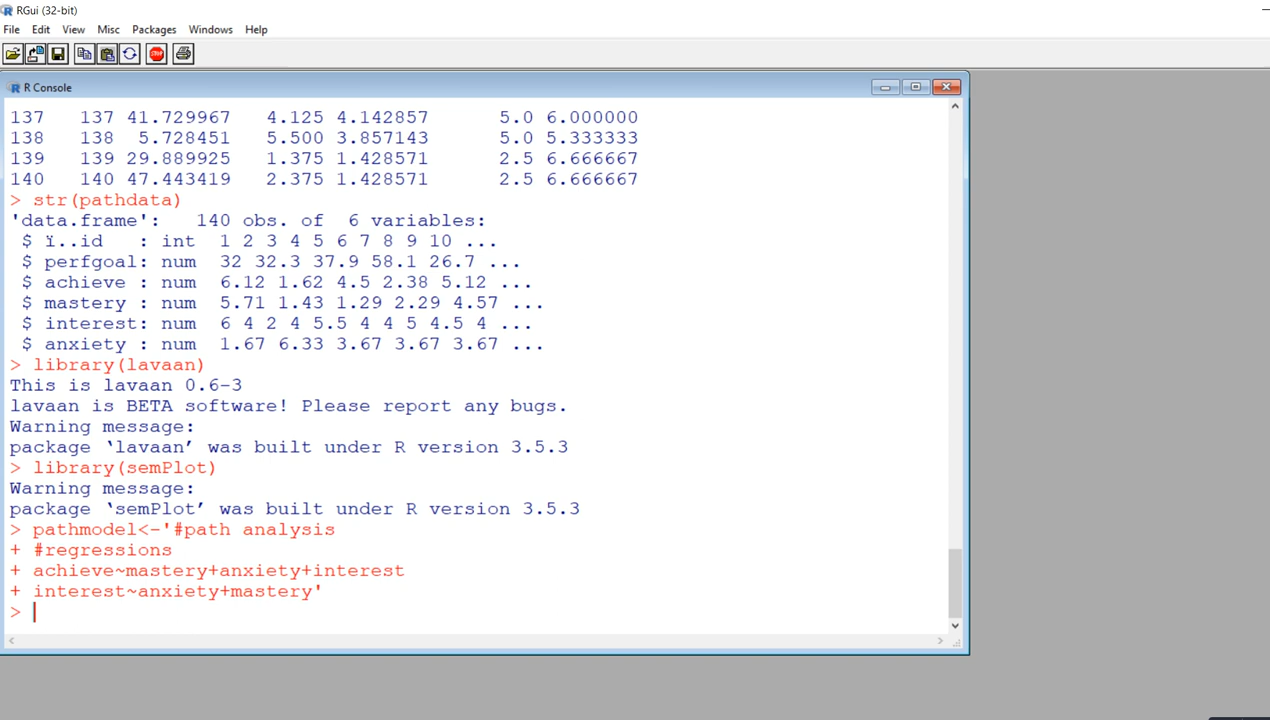 RGui (32-bit)
File Edit View Misc Packages Windows Help
STOP
R Console
137 137 41.729967 4.125 4.142857 5.0 6.000000
138 138 5.728451 5.500 3.857143 5.0 5.333333
139 139 29.889925 1.375 1.428571 2.5 6.666667
140 140 47.443419 2.375 1.428571 2.5 6.666667
> str(pathdata)
'data.frame': 140 obs. of 6 variables:
$ ï..id : int 1 2 3 4 5 6 7 8 9 10 ...
$ perfgoal: num 32 32.3 37.9 58.1 26.7 ...
$ achieve : num 6.12 1.62 4.5 2.38 5.12 ...
$ mastery : num 5.71 1.43 1.29 2.29 4.57 ...
$ interest: num 6 4 2 4 5.5 4 4 5 4.5 4 ...
$ anxiety : num 1.67 6.33 3.67 3.67 3.67 ...
> library(lavaan)
This is lavaan 0.6-3
lavaan is BETA software! Please report any bugs.
Warning message:
package ‘lavaan’ was built under R version 3.5.3
> library(semPlot)
Warning message:
package ‘semPlot’ was built under R version 3.5.3
> pathmodel<-'#path analysis
+ #regressions
+ achieve~mastery+anxiety+interest
+ interest~anxiety+mastery'
>